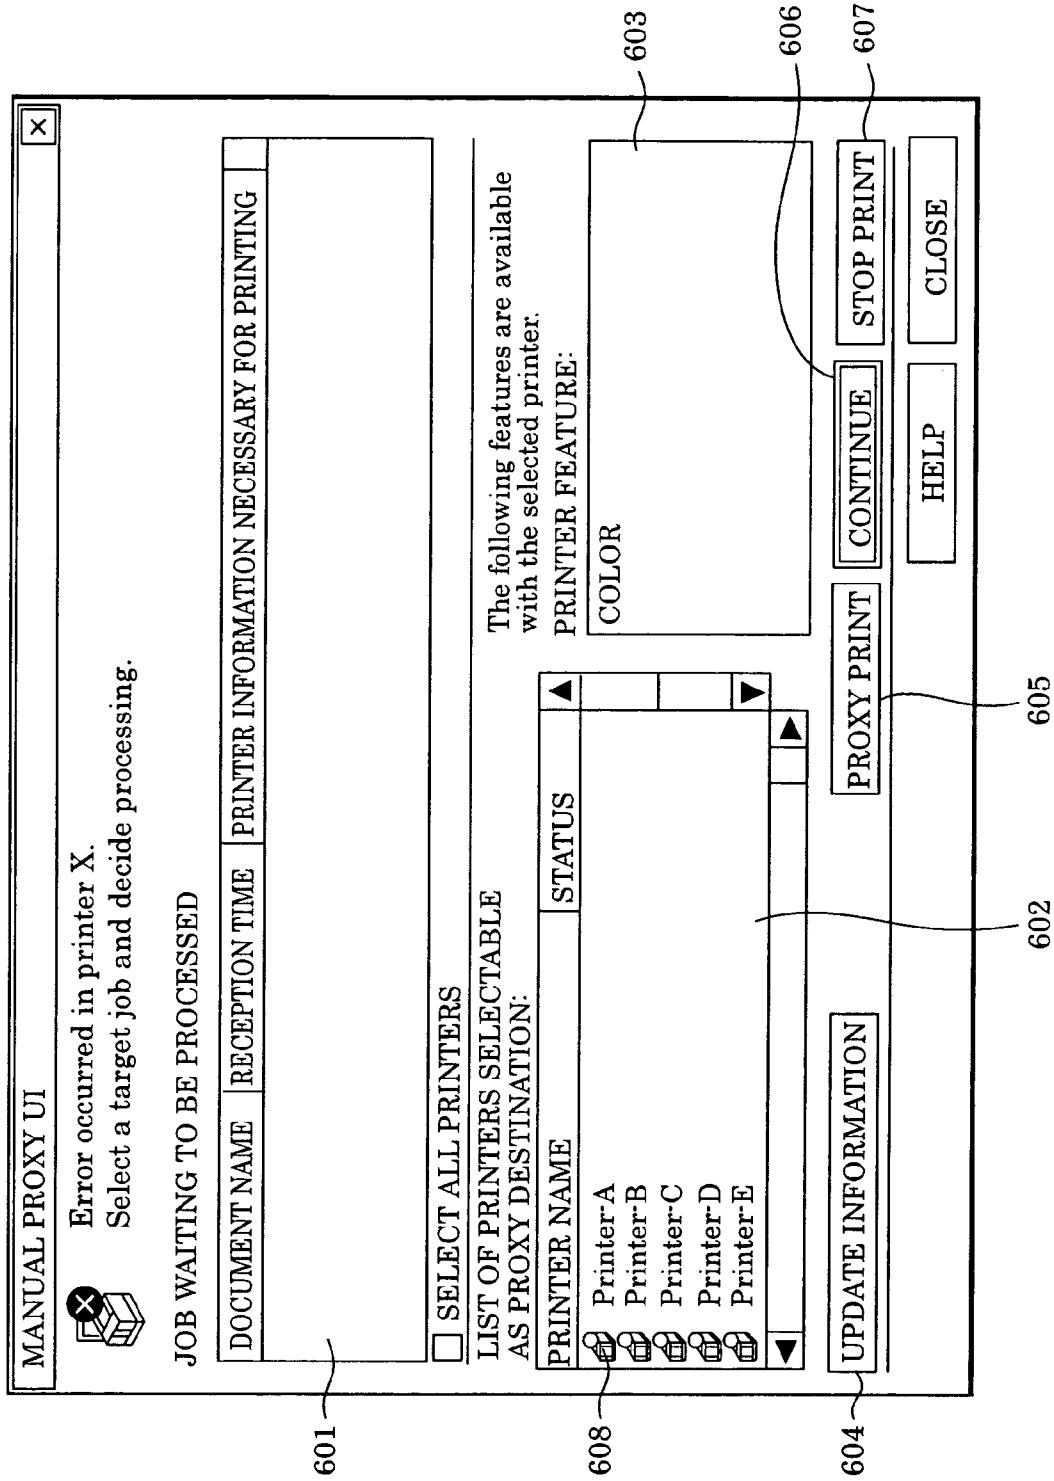 MANUAL PROXY UI
X
Error occurred in printer X.
Select a target job and decide processing.
JOB WAITING TO BE PROCESSED
DOCUMENT NAME RECEPTION TIME PRINTER INFORMATION NECESSARY FOR PRINTING
601
SELECT ALL PRINTERS
LIST OF PRINTERS SELECTABLE
AS PROXY DESTINATION:
PRINTER NAME STATUS
Printer-A
Printer-B
Printer-C
Printer-D
Printer-E
608
602
The following features are available
with the selected printer.
PRINTER FEATURE:
COLOR
603
UPDATE INFORMATION PROXY PRINT CONTINUE STOP PRINT
604
605
606
607
HELP CLOSE